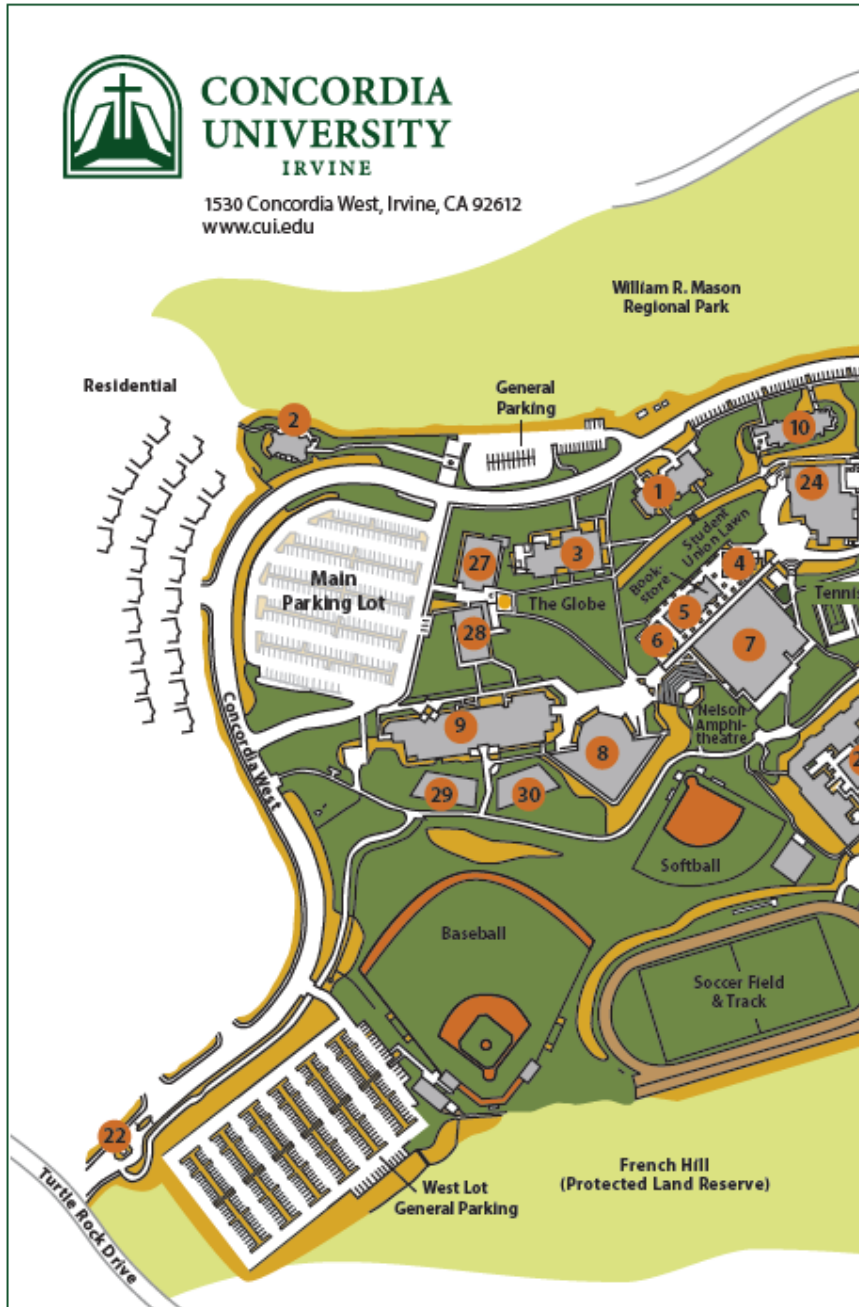 CONCORDIA
UNIVERSITY
IRVINE
1530 Concordia West, Irvine, CA 92612
www.cui.edu
William R. Mason
Regional Park
Residential
General
Parking
2
10
1
24
Student
Union Lawn
Book-
store
27
3
4
Main
Parking Lot
The Globe
5
Tennis
28
6
7
Nelson
Amphi-
theatre
Concordia West
9
8
2
29
30
Softball
Baseball
Soccer Field
& Track
22
Turtle Rock Drive
West Lot
General Parking
French Hill
(Protected Land Reserve)